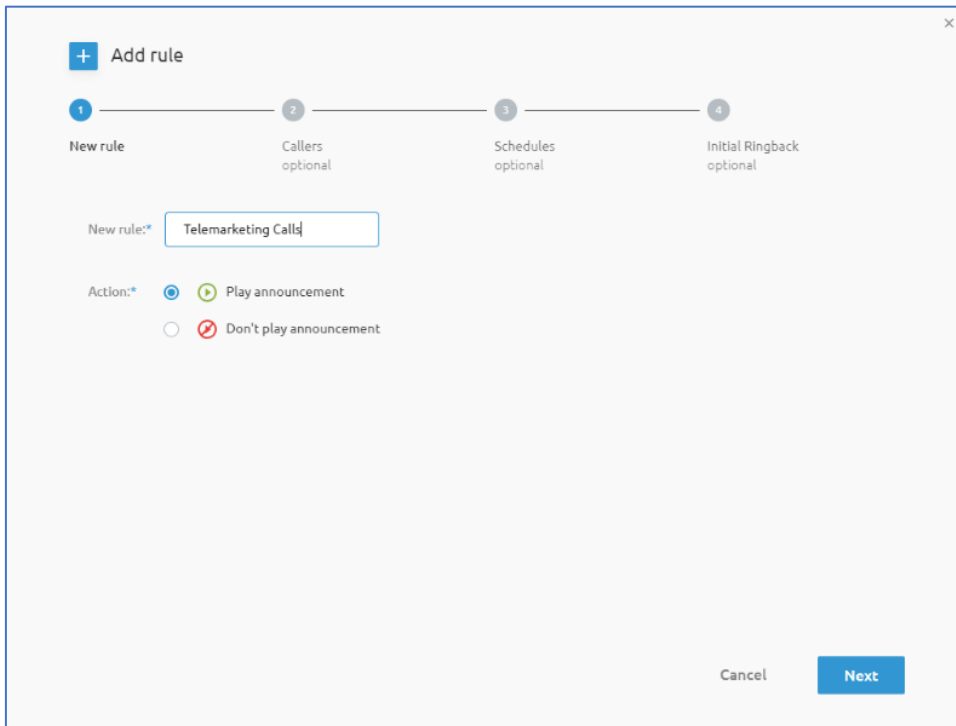 ×
+ Add rule
1 2 3 4
New rule Callers Schedules Initial Ringback
optional optional optional
New rule:* Telemarketing Calls
Action:* Play announcement
Don't play announcement
Cancel Next